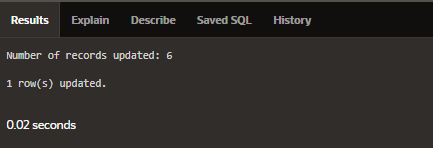 Results Explain Describe Saved SQL History
Number of records updated: 6
1 row(s) updated.
0.02 seconds